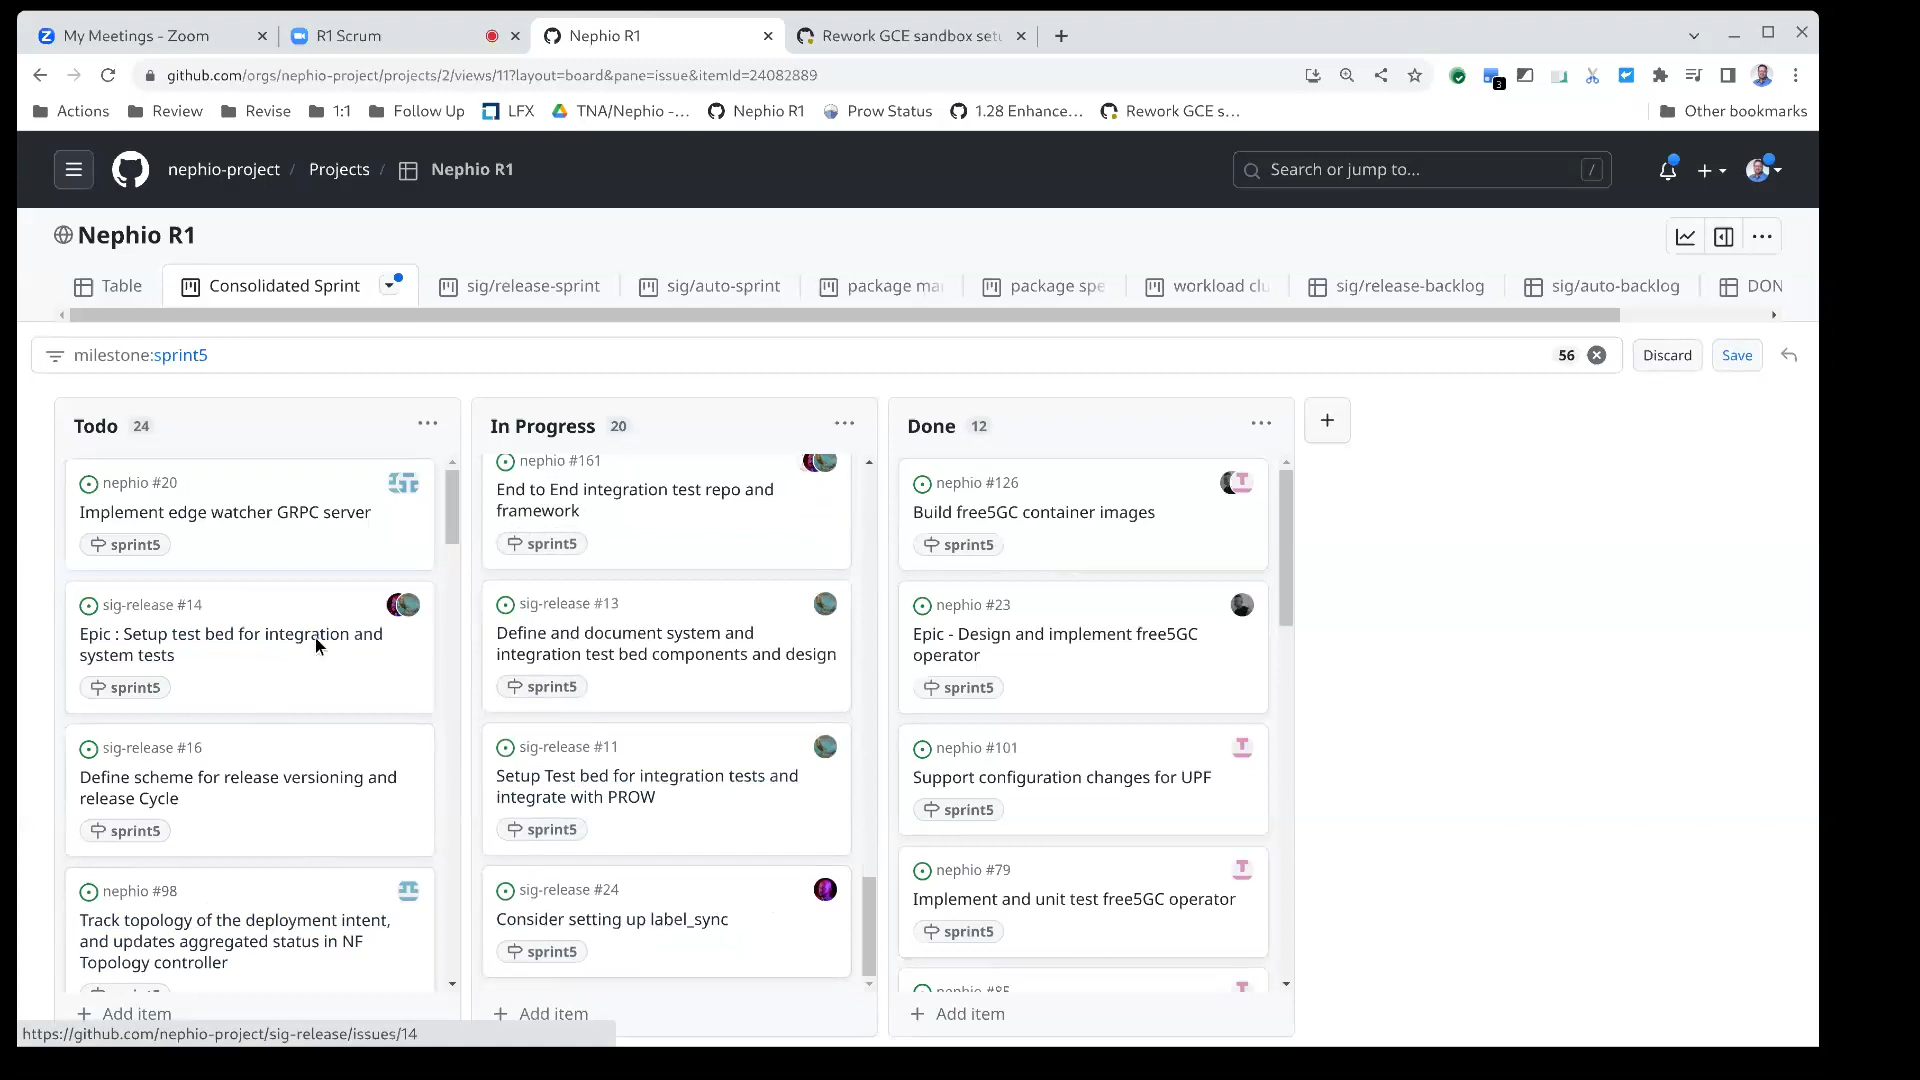 My Meetings - Zoom
R1 Scrum
Nephio R1
Rework GCE sandbox setu
github.com/orgs/nephio-project/projects/2/views/11?layout=board&pane=issue&itemId=24082889
3
Actions
Review
Revise
1:1
Follow Up
LFX
TNA/Nephio -...
Nephio R1
Prow Status
1.28 Enhance...
Rework GCE s...
Other bookmarks
nephio-project / Projects / Nephio R1
Search or jump to...
/
Nephio R1
Table
Consolidated Sprint
sig/release-sprint
sig/auto-sprint
package ma
package spe
workload clu
sig/release-backlog
sig/auto-backlog
DON
milestone:sprint5
56
Discard
Save
Todo 24
nephio #20
Implement edge watcher GRPC server
sprint5
sig-release #14
Epic : Setup test bed for integration and
system tests
sprint5
sig-release #16
Define scheme for release versioning and
release Cycle
sprint5
nephio #98
Track topology of the deployment intent,
and updates aggregated status in NF
Topology controller
Add item
In Progress 20
nephio #161
End to End integration test repo and
framework
sprint5
sig-release #13
Define and document system and
integration test bed components and design
sprint5
sig-release #11
Setup Test bed for integration tests and
integrate with PROW
sprint5
sig-release #24
Consider setting up label_sync
sprint5
Add item
Done 12
nephio #126
Build free5GC container images
sprint5
nephio #23
Epic - Design and implement free5GC
operator
sprint5
nephio #101
Support configuration changes for UPF
sprint5
nephio #79
Implement and unit test free5GC operator
sprint5
nephio #85
Add item
https://github.com/nephio-project/sig-release/issues/14